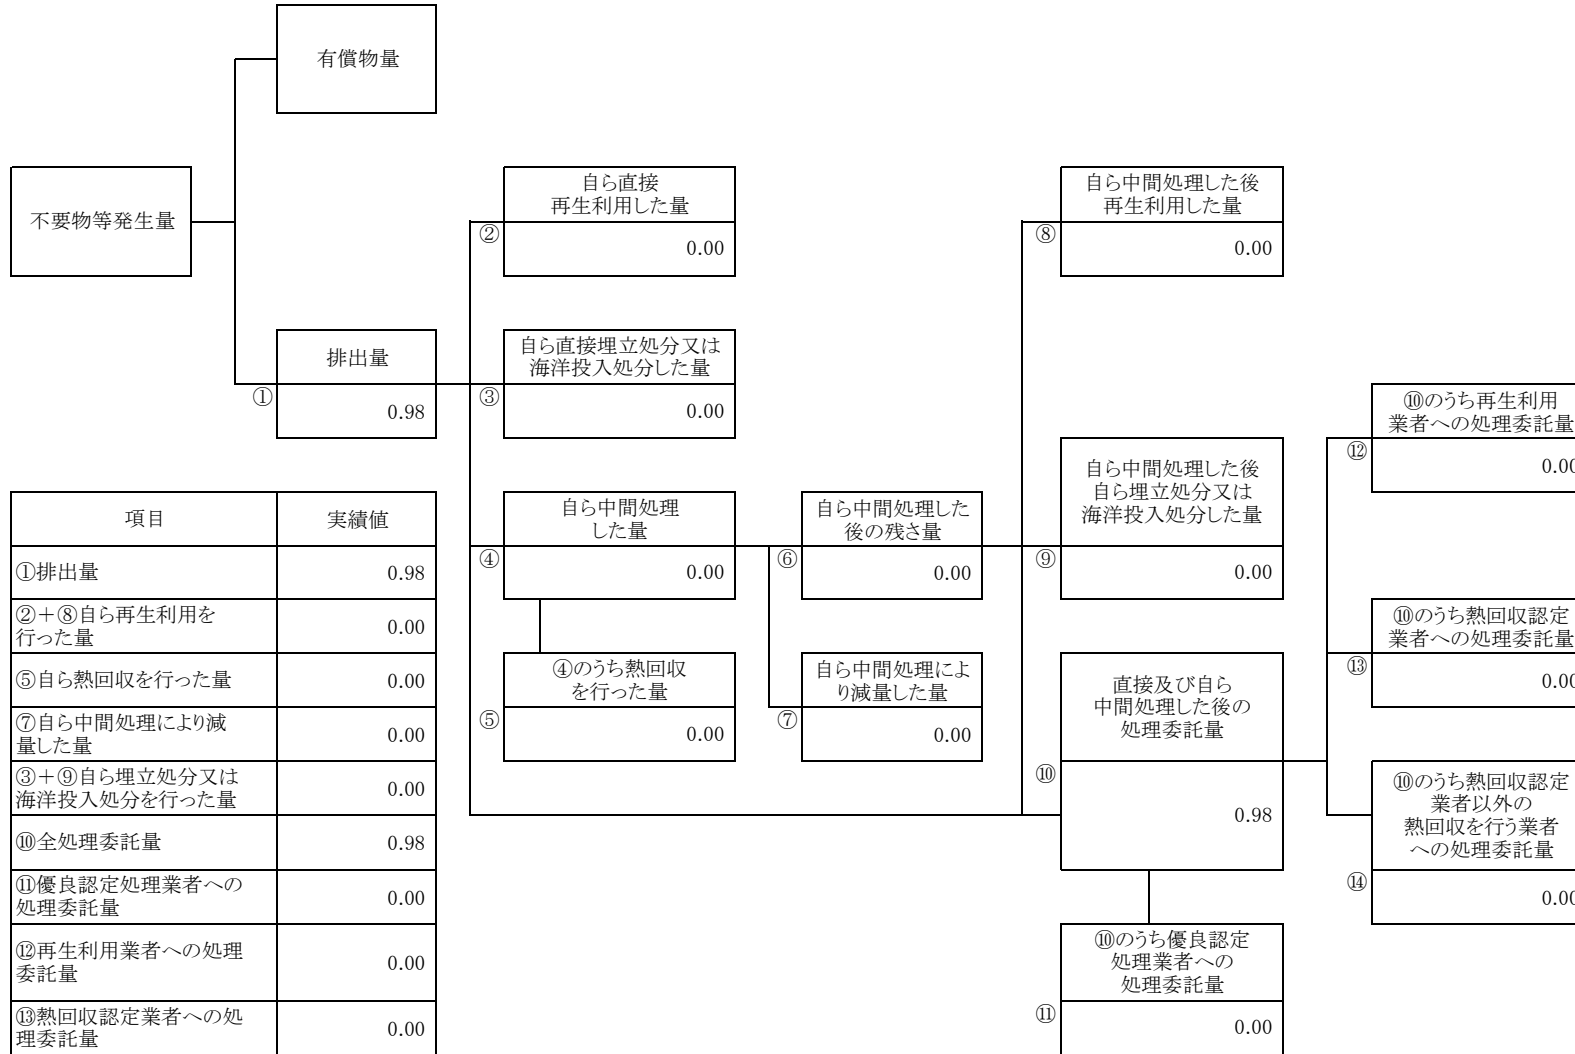 有償物量
不要物等発生量
自ら直接
再生利用した量
②
0.00
自ら中間処理した後
再生利用した量
⑧
0.00
排出量
①
0.98
自ら直接埋立処分又は
海洋投入処分した量
③
0.00
⑩のうち再生利用
業者への処理委託量
⑫
0.00
自ら中間処理
した量
④
0.00
自ら中間処理した
後の残さ量
⑥
0.00
自ら中間処理した後
自ら埋立処分又は
海洋投入処分した量
⑨
0.00
④のうち熱回収
を行った量
⑤
0.00
自ら中間処理によ
り減量した量
⑦
0.00
直接及び自ら
中間処理した後の
処理委託量
⑩
0.98
⑩のうち熱回収認定
業者への処理委託量
⑬
0.00
⑩のうち熱回収認定
業者以外の
熱回収を行う業者
への処理委託量
⑭
0.00
⑩のうち優良認定
処理業者への
処理委託量
⑪
0.00
項目 実績値
①排出量 0.98
②+⑧自ら再生利用を
行った量 0.00
⑤自ら熱回収を行った量 0.00
⑦自ら中間処理により減
量した量 0.00
③+⑨自ら埋立処分又は
海洋投入処分を行った量 0.00
⑩全処理委託量 0.98
⑪優良認定処理業者への
処理委託量 0.00
⑫再生利用業者への処理
委託量 0.00
⑬熱回収認定業者への処
理委託量 0.00